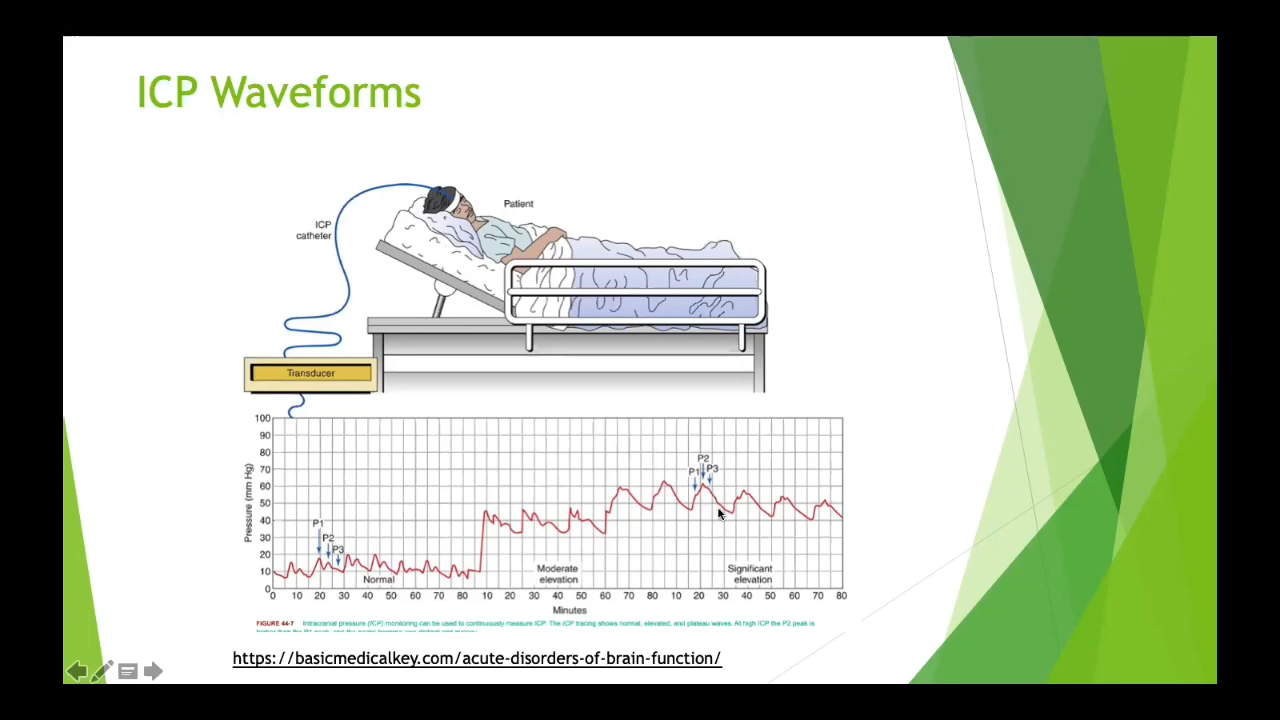 ICP Waveforms
Patient
ICP
catheter
Transducer
Pressure (mm Hg)
100
90
80
70
60
50
40
30
20
10
0
P1
P2
P3
P2
P1
P3
Normal
Moderate
elevation
Significant
elevation
0 10 20 30 40 50 60 70 80 10 20 30 40 50 60 70 80 10 20 30 40 50 60 70 80
Minutes
FIGURE 44-7 Intracranial pressure (ICP) monitoring can be used to continuously measure ICP. The ICP tracing shows normal, elevated, and plateau waves. At high ICP the P2 peak is
https://basicmedicalkey.com/acute-disorders-of-brain-function/